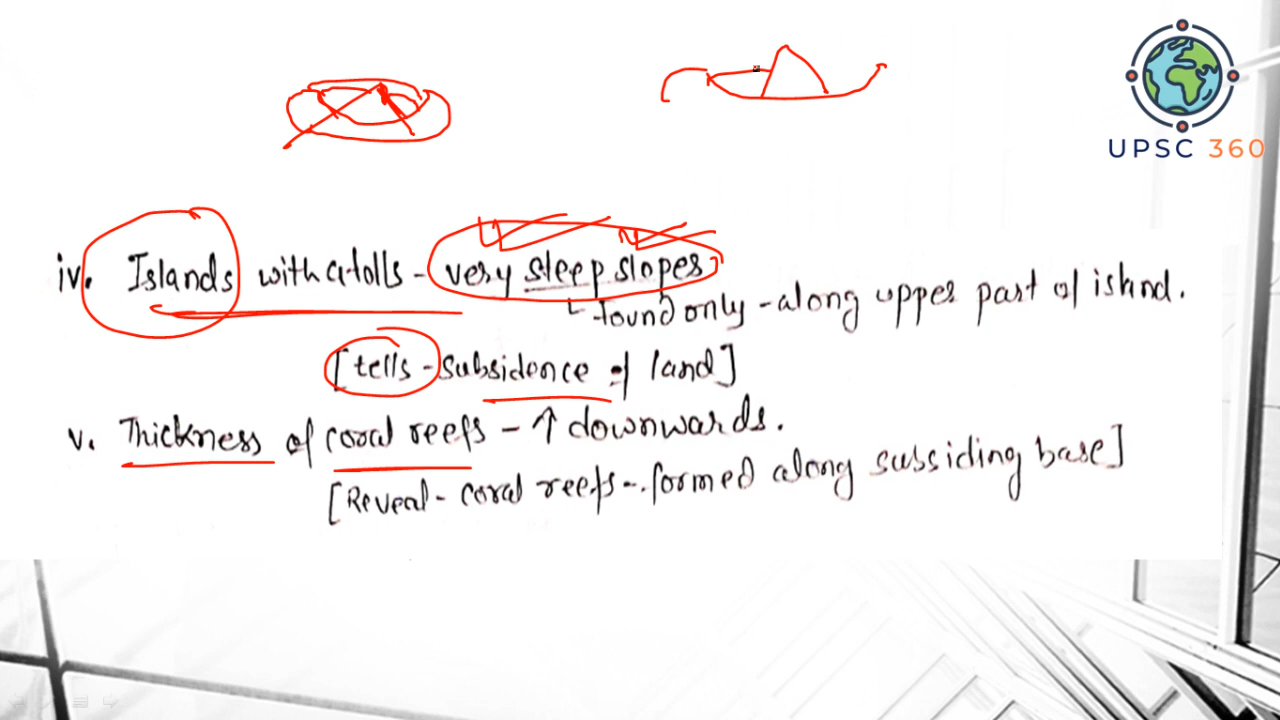 UPSC 360
iv. Islands with atolls - very steep slopes
└ found only - along upper part of island.
[tells - subsidence of land]
v. Thickness of coral reefs - ↑ downwards.
[Reveal - coral reefs - formed along subsiding base]